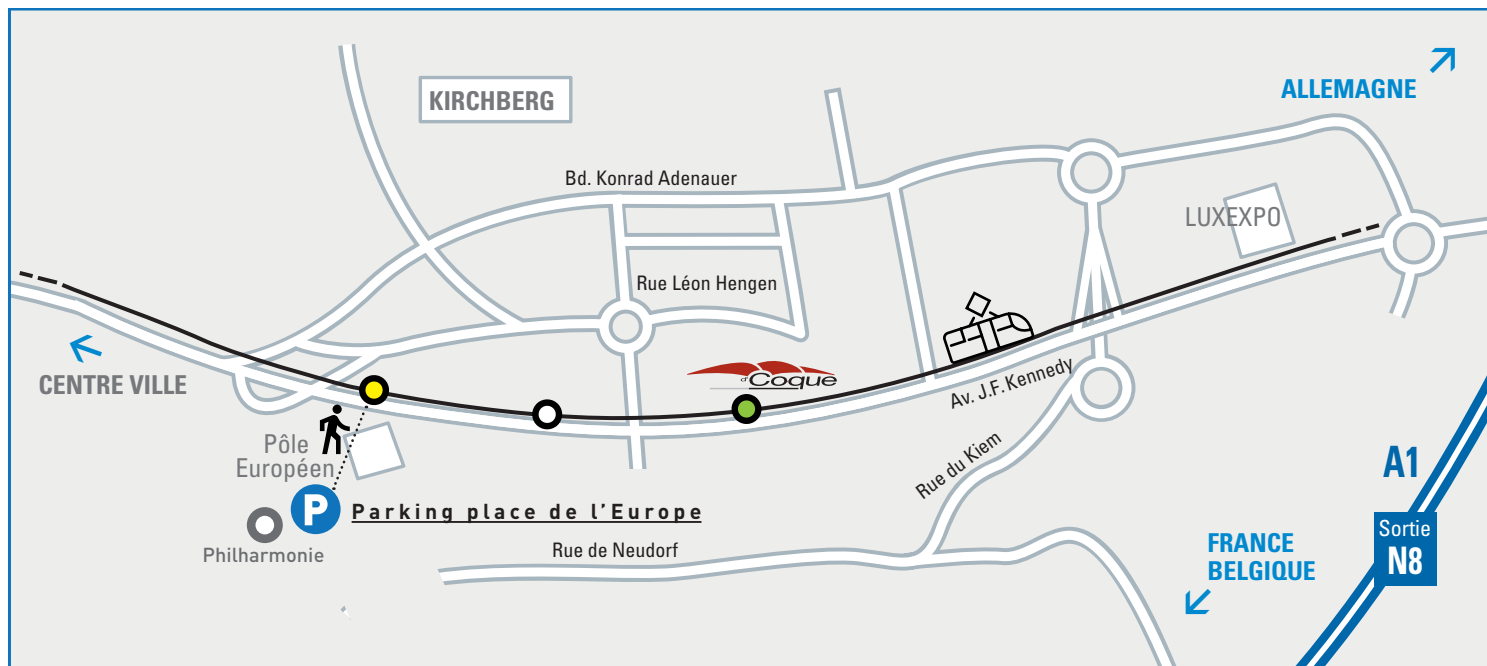 KIRCHBERG
ALLEMAGNE
Bd. Konrad Adenauer
LUXEXPO
Rue Léon Hengen
CENTRE VILLE
d'Coque
Av. J.F. Kennedy
Pôle
Européen
Rue du Kiem
A1
P
Parking place de l'Europe
Philharmonie
Rue de Neudorf
FRANCE
BELGIQUE
Sortie
N8